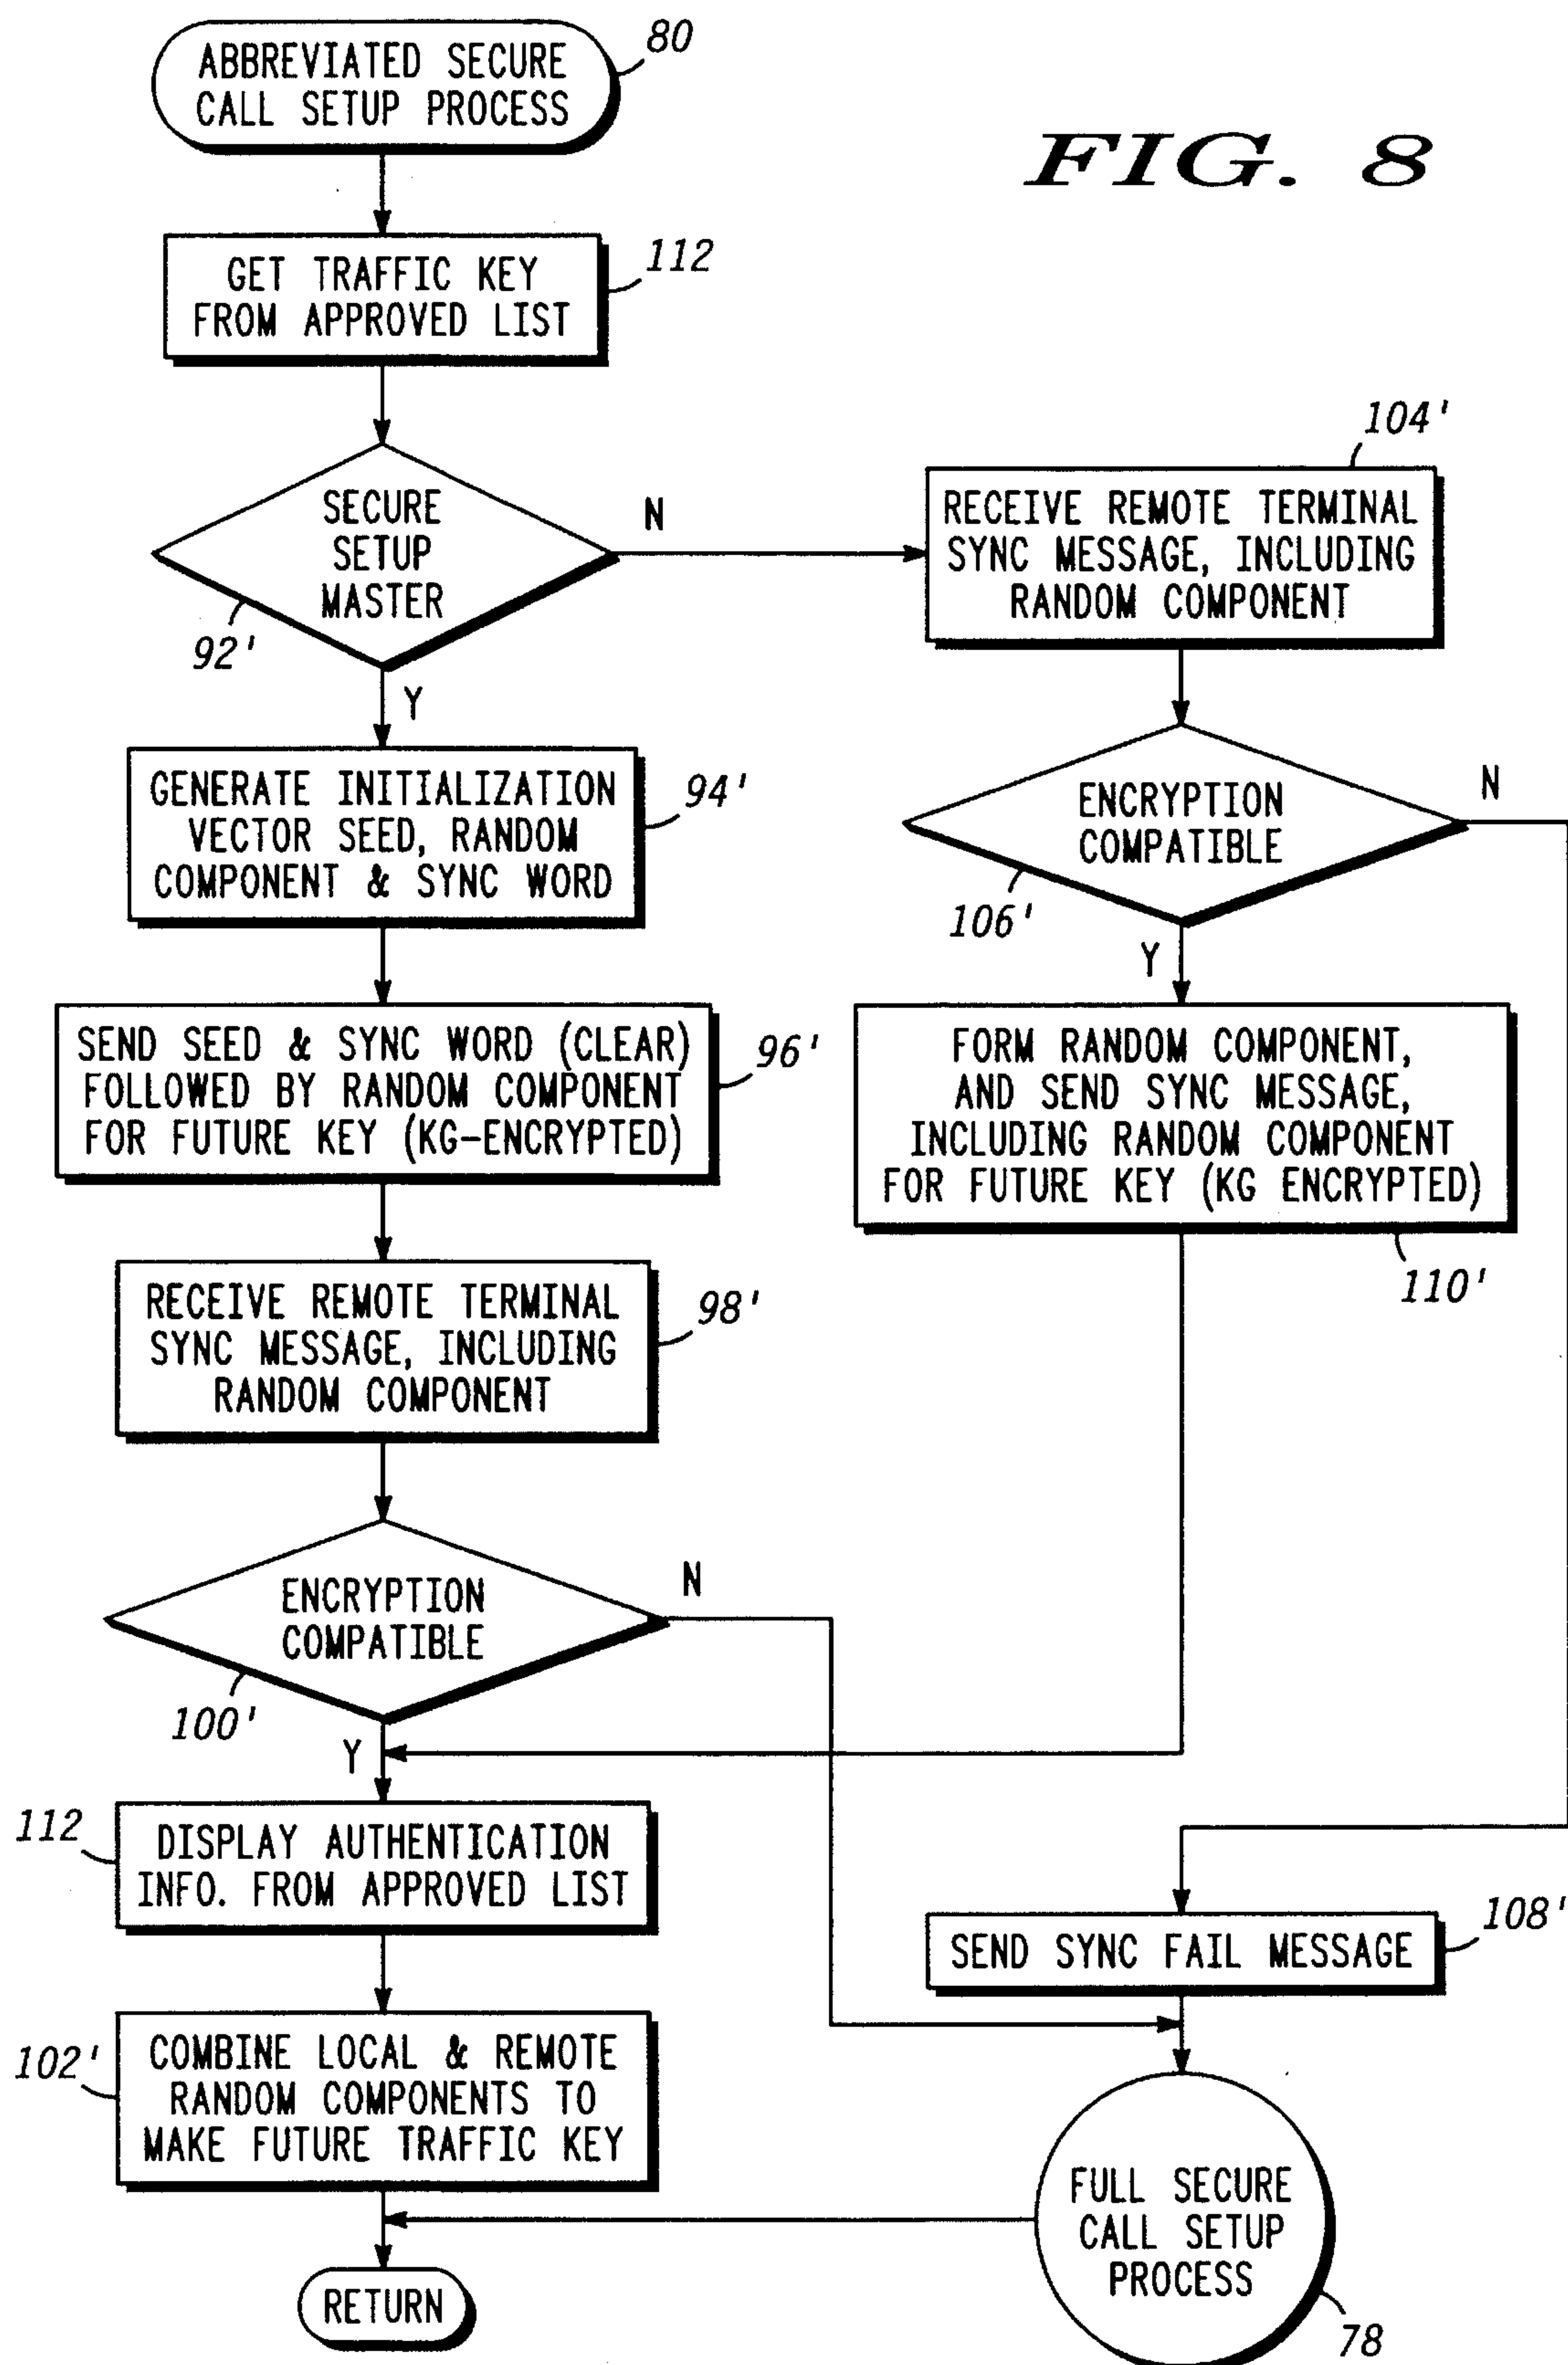 ABBREVIATED SECURE
CALL SETUP PROCESS
80
FIG. 8
GET TRAFFIC KEY
FROM APPROVED LIST
112
SECURE
SETUP
MASTER
92'
N
Y
104'
RECEIVE REMOTE TERMINAL
SYNC MESSAGE, INCLUDING
RANDOM COMPONENT
GENERATE INITIALIZATION
VECTOR SEED, RANDOM
COMPONENT & SYNC WORD
94'
ENCRYPTION
COMPATIBLE
106'
N
Y
SEND SEED & SYNC WORD (CLEAR)
FOLLOWED BY RANDOM COMPONENT
FOR FUTURE KEY (KG-ENCRYPTED)
96'
FORM RANDOM COMPONENT,
AND SEND SYNC MESSAGE,
INCLUDING RANDOM COMPONENT
FOR FUTURE KEY (KG ENCRYPTED)
110'
RECEIVE REMOTE TERMINAL
SYNC MESSAGE, INCLUDING
RANDOM COMPONENT
98'
ENCRYPTION
COMPATIBLE
100'
N
Y
112
DISPLAY AUTHENTICATION
INFO. FROM APPROVED LIST
SEND SYNC FAIL MESSAGE
108'
102'
COMBINE LOCAL & REMOTE
RANDOM COMPONENTS TO
MAKE FUTURE TRAFFIC KEY
FULL SECURE
CALL SETUP
PROCESS
78
RETURN